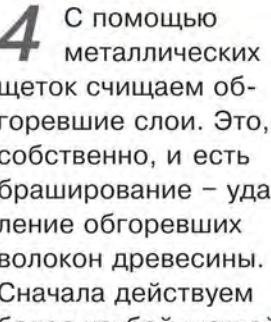 4 С помощью
металлических
щеток счищаем об-
горевшие слои. Это,
собственно, и есть
браширование – уда
ление обгоревших
волокон древесины.
Сначала действуем